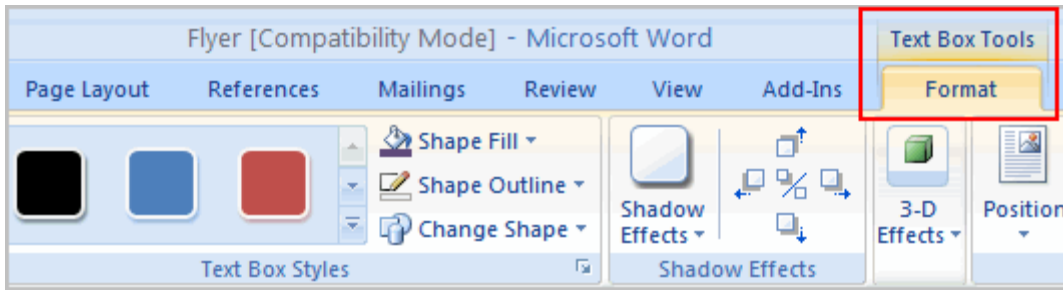 Flyer [Compatibility Mode] - Microsoft Word
Text Box Tools
Page Layout References Mailings Review View Add-Ins Format
Shape Fill
Shape Outline
Change Shape
Shadow Effects
3-D Effects
Position
Text Box Styles
Shadow Effects